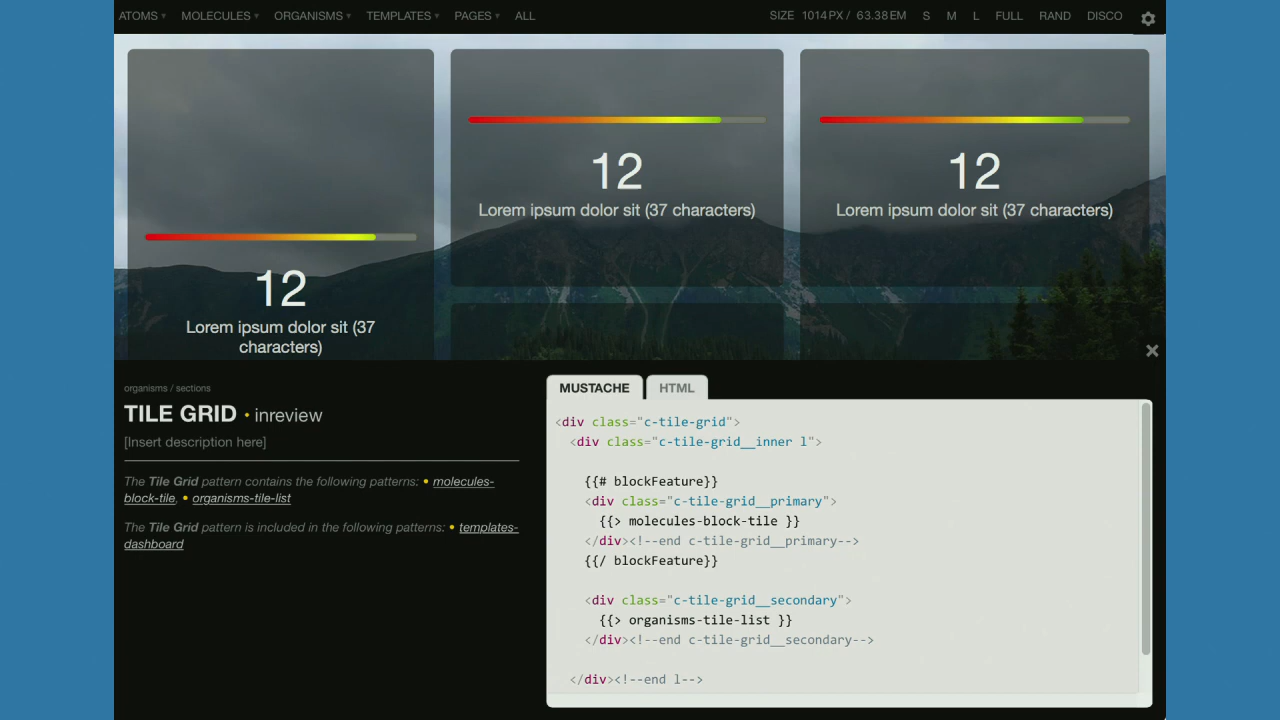 ATOMS MOLECULES ORGANISMS TEMPLATES PAGES ALL SIZE 1014PX / 63.38EM S M L FULL RAND DISCO
12
Lorem ipsum dolor sit (37
characters)
12
Lorem ipsum dolor sit (37 characters)
12
Lorem ipsum dolor sit (37 characters)
organisms / sections
TILE GRID • inreview
[Insert description here]
The Tile Grid pattern contains the following patterns: • molecules-
block-tile, • organisms-tile-list
The Tile Grid pattern is included in the following patterns: • templates-
dashboard
MUSTACHE HTML
<div class="c-tile-grid">
<div class="c-tile-grid__inner l">
{{# blockFeature}}
<div class="c-tile-grid__primary">
{{> molecules-block-tile }}
</div><!--end c-tile-grid__primary-->
{{/ blockFeature}}
<div class="c-tile-grid__secondary">
{{> organisms-tile-list }}
</div><!--end c-tile-grid__secondary-->
</div><!--end l-->